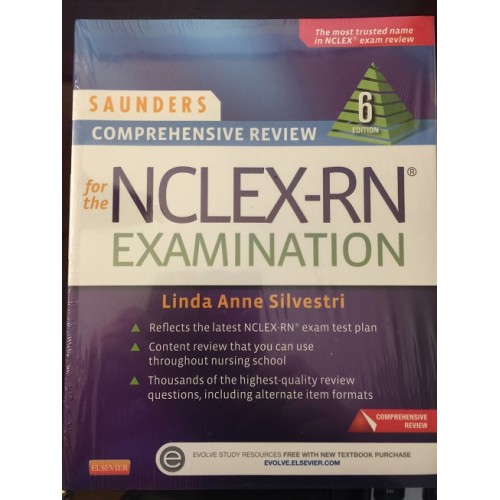 The most trusted name
in NCLEX® exam review
SAUNDERS
COMPREHENSIVE REVIEW
6
EDITION
for the
NCLEX-RN®
EXAMINATION
Linda Anne Silvestri
Reflects the latest NCLEX-RN® exam test plan
Content review that you can use
throughout nursing school
Thousands of the highest-quality review
questions, including alternate item formats
COMPREHENSIVE
REVIEW
ELSEVIER
e
EVOLVE STUDY RESOURCES FREE WITH NEW TEXTBOOK PURCHASE
EVOLVE.ELSEVIER.COM